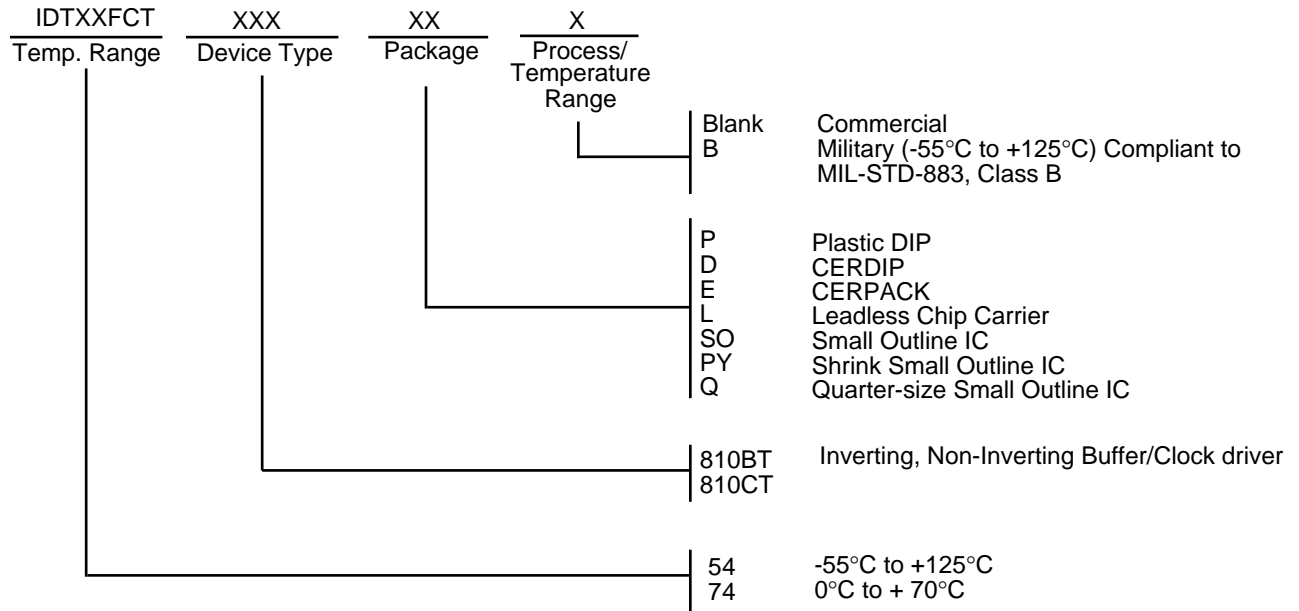 IDTXXFCT XXX XX X
Temp. Range Device Type Package Process/
Temperature
Range
Blank Commercial
B Military (-55°C to +125°C) Compliant to
MIL-STD-883, Class B
P Plastic DIP
D CERDIP
E CERPACK
L Leadless Chip Carrier
SO Small Outline IC
PY Shrink Small Outline IC
Q Quarter-size Small Outline IC
810BT Inverting, Non-Inverting Buffer/Clock driver
810CT
54 -55°C to +125°C
74 0°C to + 70°C